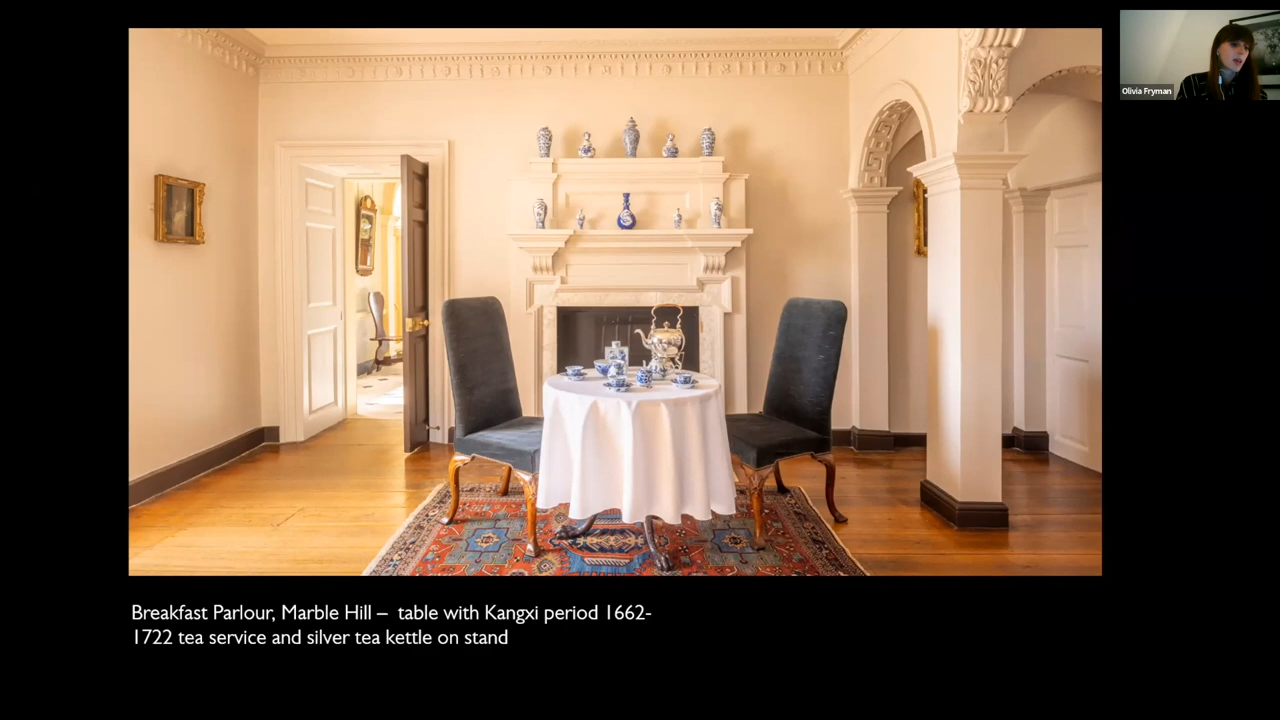 Olivia Fryman
Breakfast Parlour, Marble Hill –  table with Kangxi period 1662-
1722 tea service and silver tea kettle on stand